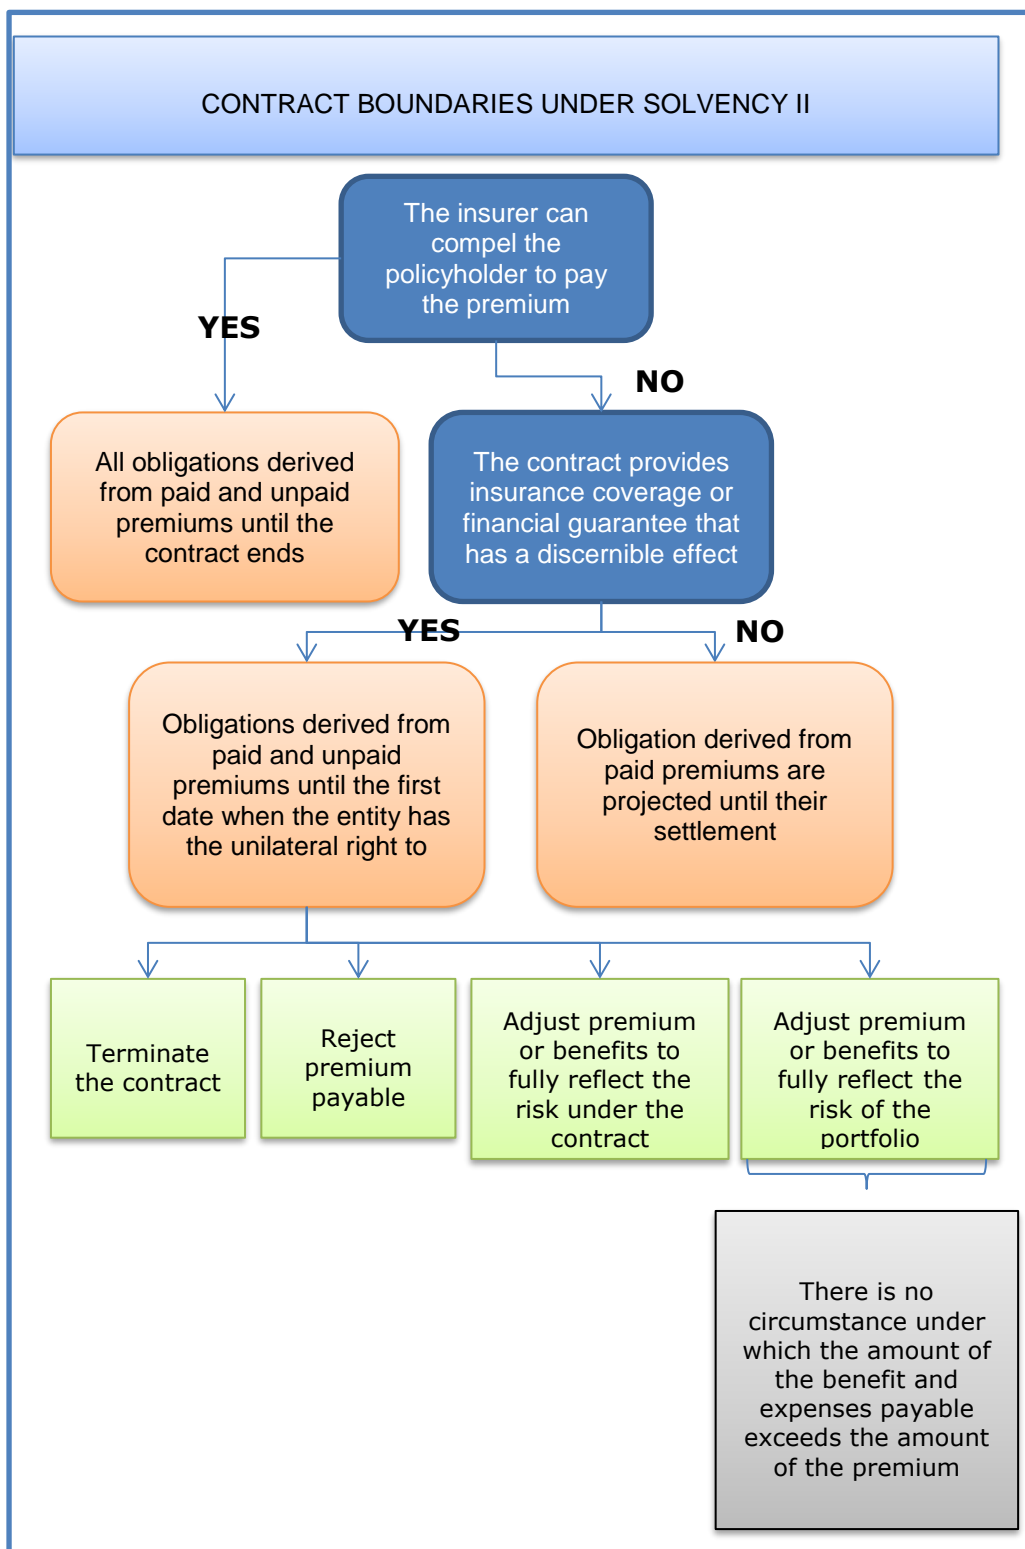 CONTRACT BOUNDARIES UNDER SOLVENCY II
The insurer can
compel the
policyholder to pay
the premium
YES
NO
All obligations derived
from paid and unpaid
premiums until the
contract ends
The contract provides
insurance coverage or
financial guarantee that
has a discernible effect
YES
NO
Obligations derived from
paid and unpaid
premiums until the first
date when the entity has
the unilateral right to
Obligation derived from
paid premiums are
projected until their
settlement
Terminate
the contract
Reject
premium
payable
Adjust premium
or benefits to
fully reflect the
risk under the
contract
Adjust premium
or benefits to
fully reflect the
risk of the
portfolio
There is no
circumstance under
which the amount of
the benefit and
expenses payable
exceeds the amount
of the premium